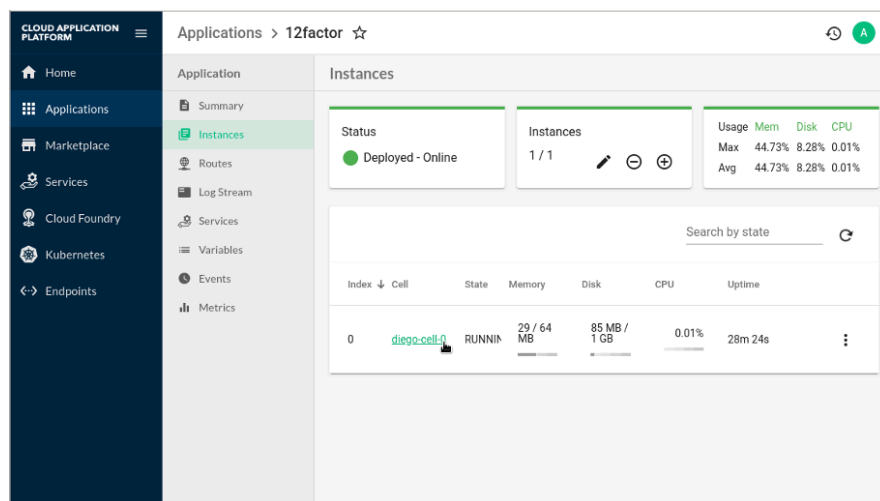 CLOUD APPLICATION
PLATFORM
Applications > 12factor
A
Home
Applications
Marketplace
Services
Cloud Foundry
Kubernetes
Endpoints
Application
Summary
Instances
Routes
Log Stream
Services
Variables
Events
Metrics
Instances
Status
Deployed - Online
Instances
1 / 1
Usage Mem Disk CPU
Max 44.73% 8.28% 0.01%
Avg 44.73% 8.28% 0.01%
Search by state
Index Cell State Memory Disk CPU Uptime
0 diego-cell-0 RUNNIN 29 / 64 MB 85 MB / 1 GB 0.01% 28m 24s